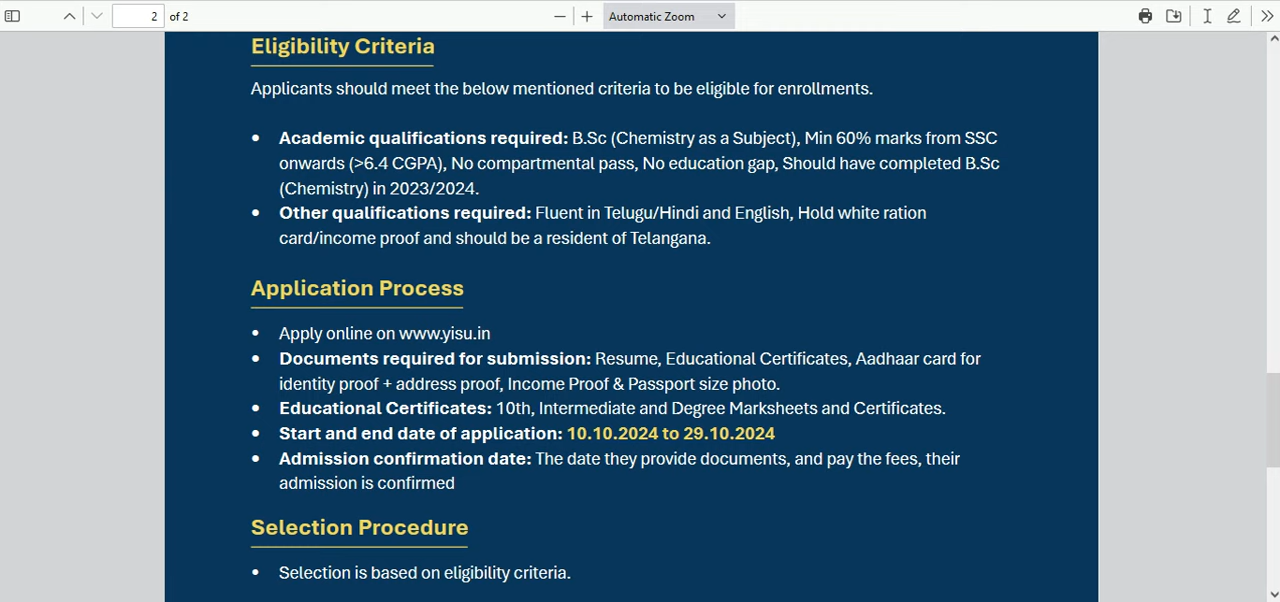 2 of 2
Automatic Zoom
Eligibility Criteria
Applicants should meet the below mentioned criteria to be eligible for enrollments.
• Academic qualifications required: B.Sc (Chemistry as a Subject), Min 60% marks from SSC
onwards (>6.4 CGPA), No compartmental pass, No education gap, Should have completed B.Sc
(Chemistry) in 2023/2024.
• Other qualifications required: Fluent in Telugu/Hindi and English, Hold white ration
card/income proof and should be a resident of Telangana.
Application Process
• Apply online on www.yisu.in
• Documents required for submission: Resume, Educational Certificates, Aadhaar card for
identity proof + address proof, Income Proof & Passport size photo.
• Educational Certificates: 10th, Intermediate and Degree Marksheets and Certificates.
• Start and end date of application: 10.10.2024 to 29.10.2024
• Admission confirmation date: The date they provide documents, and pay the fees, their
admission is confirmed
Selection Procedure
• Selection is based on eligibility criteria.